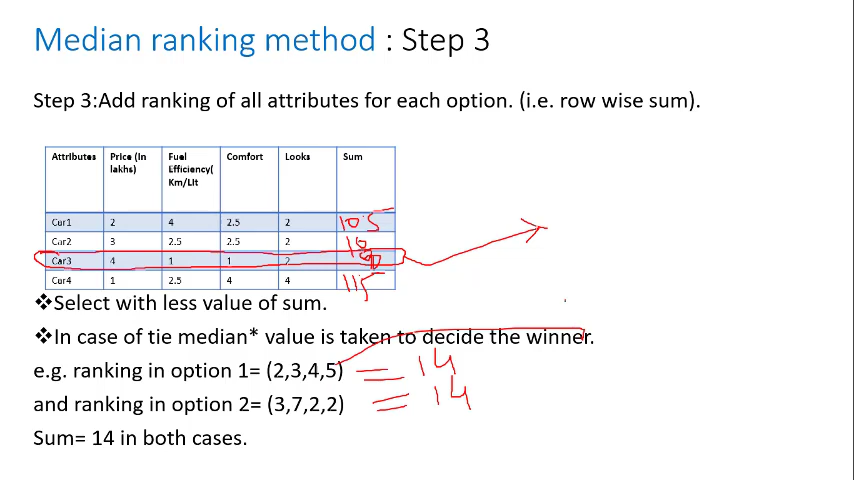 Median ranking method : Step 3
Step 3:Add ranking of all attributes for each option. (i.e. row wise sum).
Attributes Price (In lakhs) Fuel Efficiency( Km/Lit Comfort Looks Sum
Car1 2 4 2.5 2 10.5
Car2 3 2.5 2.5 2 10
Car3 4 1 1 2
Car4 1 2.5 4 4 11.5
❖Select with less value of sum.
❖In case of tie median* value is taken to decide the winner.
e.g. ranking in option 1= (2,3,4,5) = 14
and ranking in option 2= (3,7,2,2) = 14
Sum= 14 in both cases.